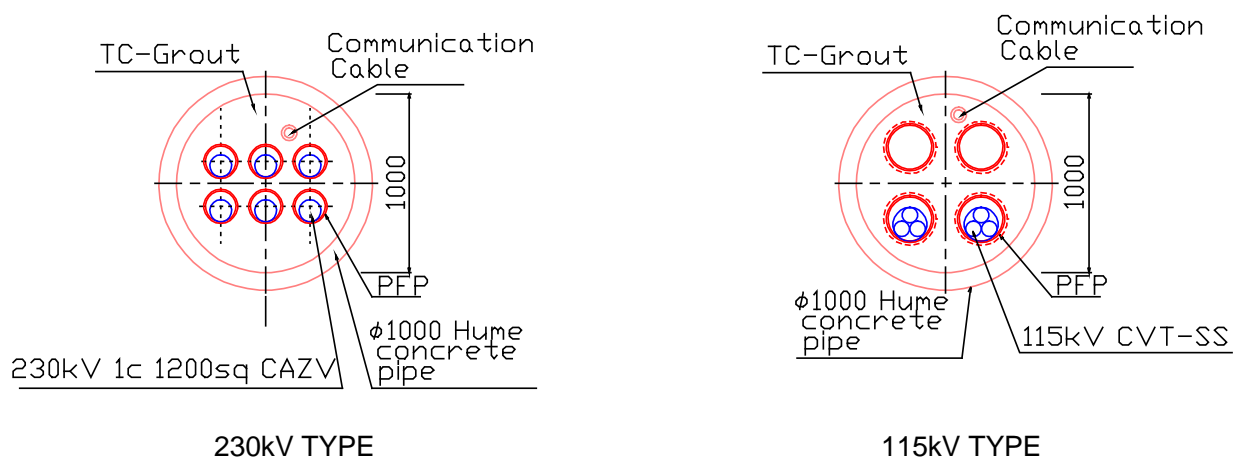 TC-Grout
Communication
Cable
1000
PFP
ϕ1000 Hume
concrete
pipe
230kV 1c 1200sq CAZV
230kV TYPE
TC-Grout
Communication
Cable
1000
PFP
ϕ1000 Hume
concrete
pipe
115kV CVT-SS
115kV TYPE